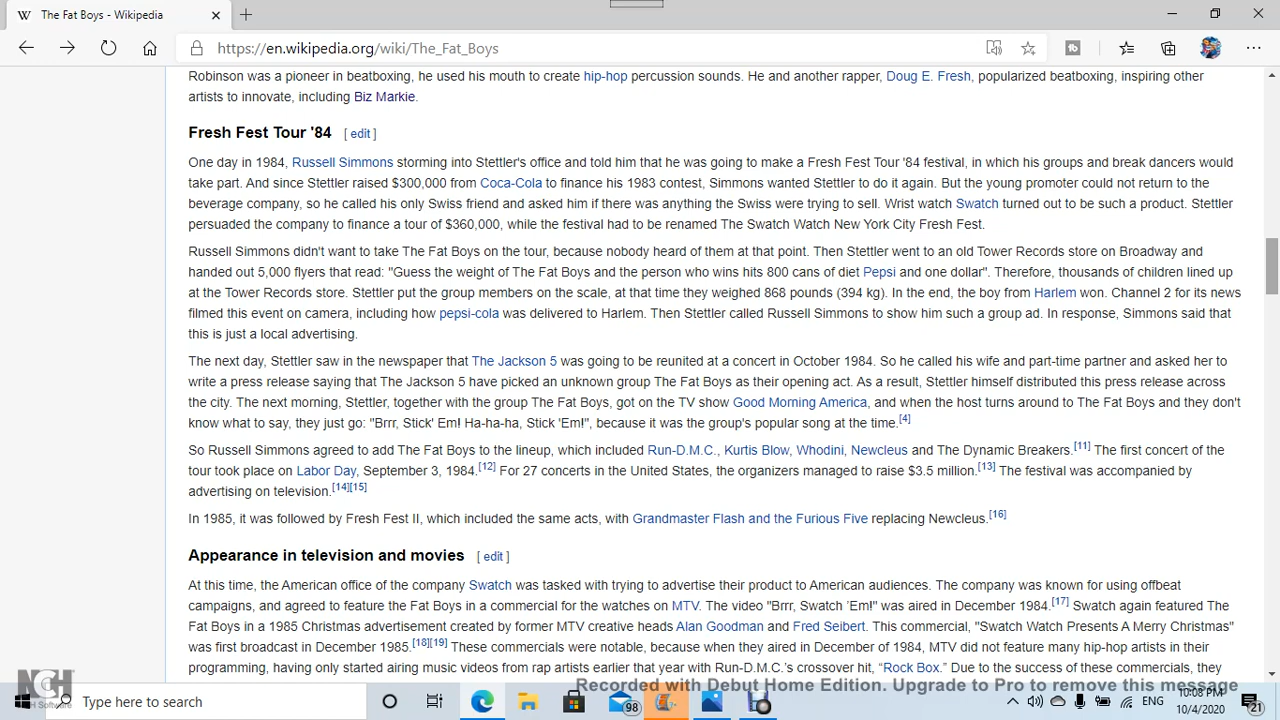 The Fat Boys - Wikipedia
https://en.wikipedia.org/wiki/The_Fat_Boys
Robinson was a pioneer in beatboxing, he used his mouth to create hip-hop percussion sounds. He and another rapper, Doug E. Fresh, popularized beatboxing, inspiring other
artists to innovate, including Biz Markie.
Fresh Fest Tour '84 [ edit ]
One day in 1984, Russell Simmons storming into Stettler's office and told him that he was going to make a Fresh Fest Tour '84 festival, in which his groups and break dancers would
take part. And since Stettler raised $300,000 from Coca-Cola to finance his 1983 contest, Simmons wanted Stettler to do it again. But the young promoter could not return to the
beverage company, so he called his only Swiss friend and asked him if there was anything the Swiss were trying to sell. Wrist watch Swatch turned out to be such a product. Stettler
persuaded the company to finance a tour of $360,000, while the festival had to be renamed The Swatch Watch New York City Fresh Fest.
Russell Simmons didn't want to take The Fat Boys on the tour, because nobody heard of them at that point. Then Stettler went to an old Tower Records store on Broadway and
handed out 5,000 flyers that read: "Guess the weight of The Fat Boys and the person who wins hits 800 cans of diet Pepsi and one dollar". Therefore, thousands of children lined up
at the Tower Records store. Stettler put the group members on the scale, at that time they weighed 868 pounds (394 kg). In the end, the boy from Harlem won. Channel 2 for its news
filmed this event on camera, including how pepsi-cola was delivered to Harlem. Then Stettler called Russell Simmons to show him such a group ad. In response, Simmons said that
this is just a local advertising.
The next day, Stettler saw in the newspaper that The Jackson 5 was going to be reunited at a concert in October 1984. So he called his wife and part-time partner and asked her to
write a press release saying that The Jackson 5 have picked an unknown group The Fat Boys as their opening act. As a result, Stettler himself distributed this press release across
the city. The next morning, Stettler, together with the group The Fat Boys, got on the TV show Good Morning America, and when the host turns around to The Fat Boys and they don't
know what to say, they just go: "Brrr, Stick' Em! Ha-ha-ha, Stick 'Em!", because it was the group's popular song at the time.[4]
So Russell Simmons agreed to add The Fat Boys to the lineup, which included Run-D.M.C., Kurtis Blow, Whodini, Newcleus and The Dynamic Breakers.[11] The first concert of the
tour took place on Labor Day, September 3, 1984.[12] For 27 concerts in the United States, the organizers managed to raise $3.5 million.[13] The festival was accompanied by
advertising on television.[14][15]
In 1985, it was followed by Fresh Fest II, which included the same acts, with Grandmaster Flash and the Furious Five replacing Newcleus.[16]
Appearance in television and movies [ edit ]
At this time, the American office of the company Swatch was tasked with trying to advertise their product to American audiences. The company was known for using offbeat
campaigns, and agreed to feature the Fat Boys in a commercial for the watches on MTV. The video "Brrr, Swatch 'Em!" was aired in December 1984.[17] Swatch again featured The
Fat Boys in a 1985 Christmas advertisement created by former MTV creative heads Alan Goodman and Fred Seibert. This commercial, "Swatch Watch Presents A Merry Christmas"
was first broadcast in December 1985.[18][19] These commercials were notable, because when they aired in December of 1984, MTV did not feature many hip-hop artists in their
programming, having only started airing music videos from rap artists earlier that year with Run-D.M.C.'s crossover hit, “Rock Box.” Due to the success of these commercials, they
Recorded with Debut Home Edition. Upgrade to Pro to remove this message
NCH
NCH Software
Type here to search
98
ENG
10:08 PM
10/4/2020
21